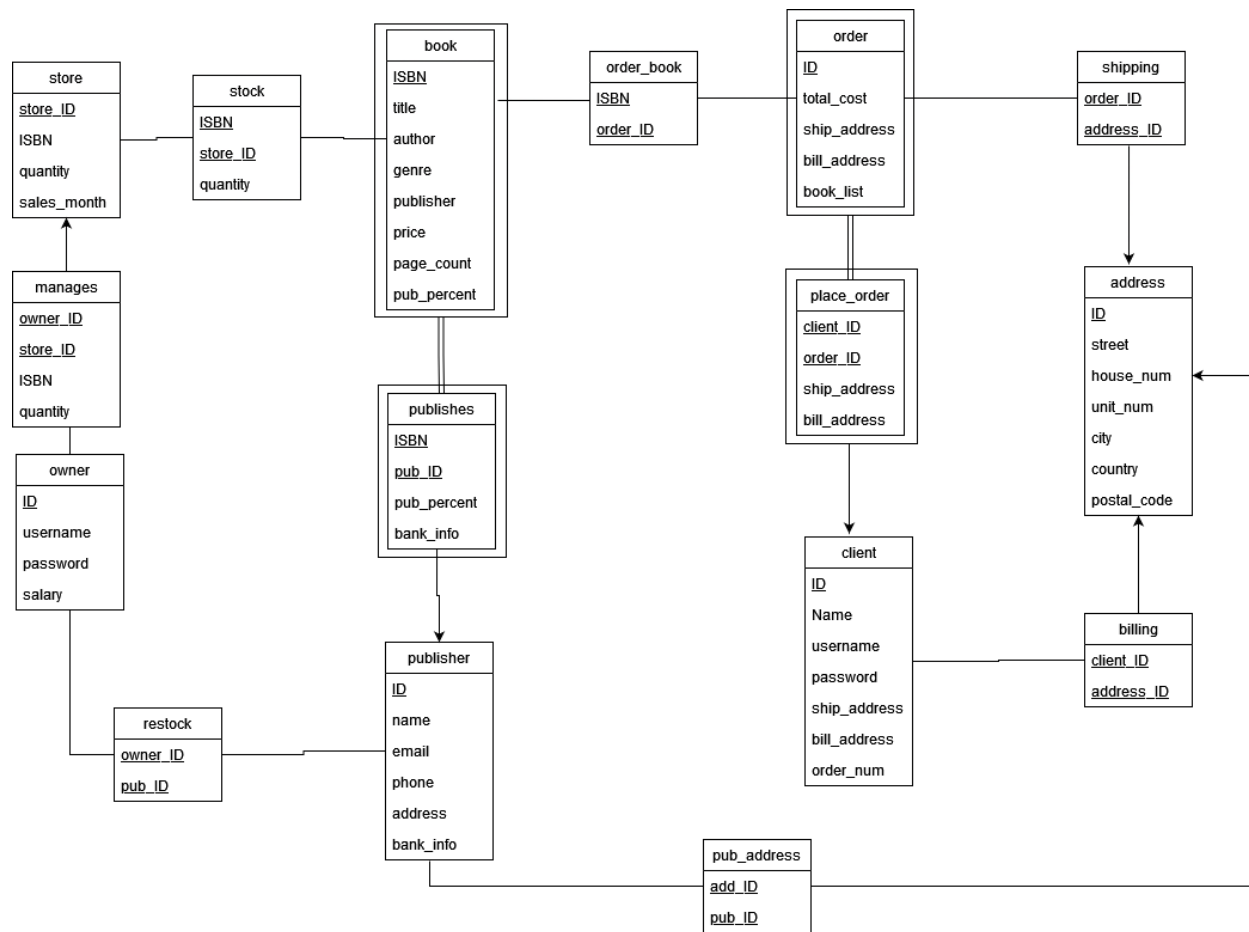 store
store_ID
ISBN
quantity
sales_month
stock
ISBN
store_ID
quantity
book
ISBN
title
author
genre
publisher
price
page_count
pub_percent
order_book
ISBN
order_ID
order
ID
total_cost
ship_address
bill_address
book_list
shipping
order_ID
address_ID
manages
owner_ID
store_ID
ISBN
quantity
owner
ID
username
password
salary
publishes
ISBN
pub_ID
pub_percent
bank_info
place_order
client_ID
order_ID
ship_address
bill_address
address
ID
street
house_num
unit_num
city
country
postal_code
client
ID
Name
username
password
ship_address
bill_address
order_num
billing
client_ID
address_ID
publisher
ID
name
email
phone
address
bank_info
restock
owner_ID
pub_ID
pub_address
add_ID
pub_ID